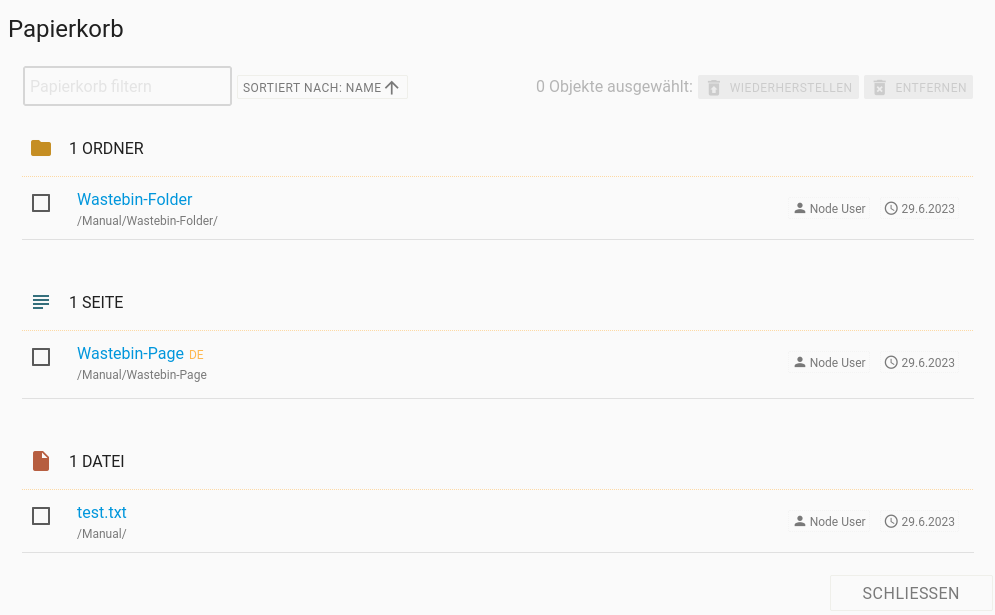 Papierkorb
Papierkorb filtern SORTIERT NACH: NAME 0 Objekte ausgewählt: WIEDERHERSTELLEN ENTFERNEN
1 ORDNER
Wastebin-Folder
/Manual/Wastebin-Folder/
Node User 29.6.2023
1 SEITE
Wastebin-Page DE
/Manual/Wastebin-Page
Node User 29.6.2023
1 DATEI
test.txt
/Manual/
Node User 29.6.2023
SCHLIESSEN